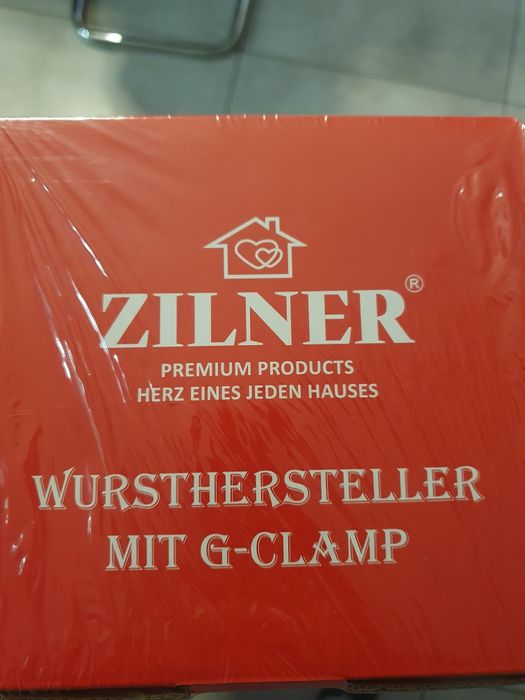 ZILNER®
PREMIUM PRODUCTS
HERZ EINES JEDEN HAUSES
WURSTHERSTELLER
MIT G-CLAMP